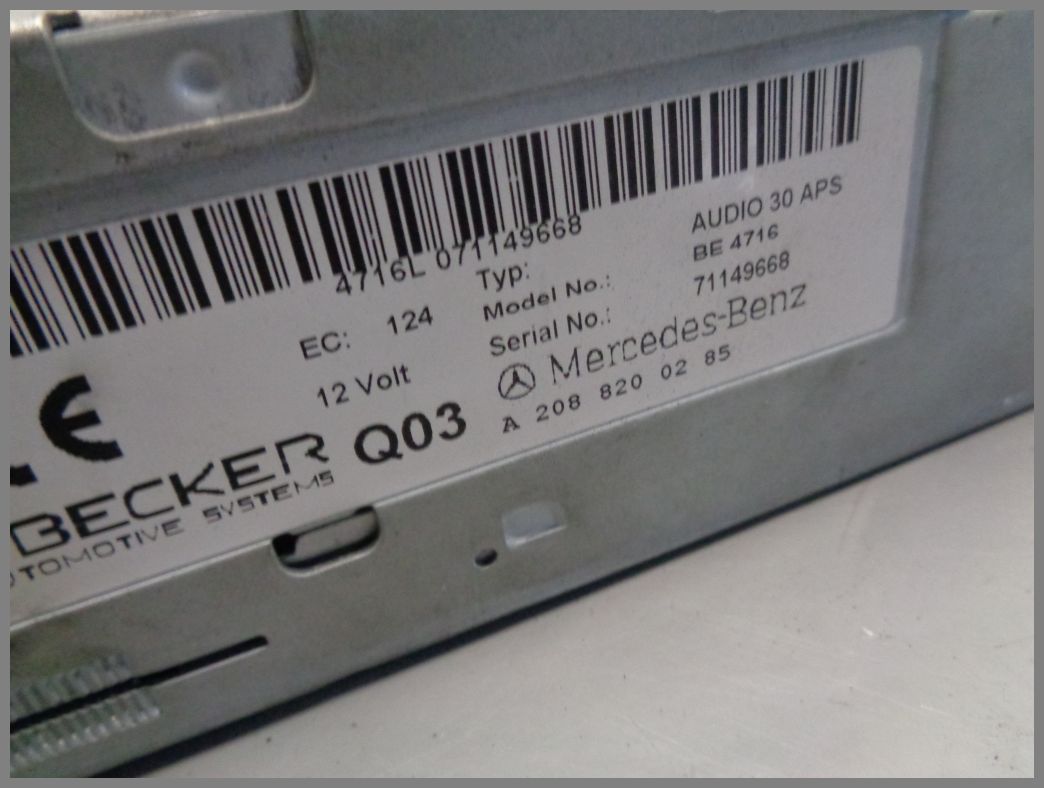 4716L 071149668
EC: 124
12 Volt
Typ: AUDIO 30 APS
Model No.: BE 4716
Serial No.: 71149668
Mercedes-Benz
A 208 820 02 85
CE
BECKER Q03
AUTOMOTIVE SYSTEMS